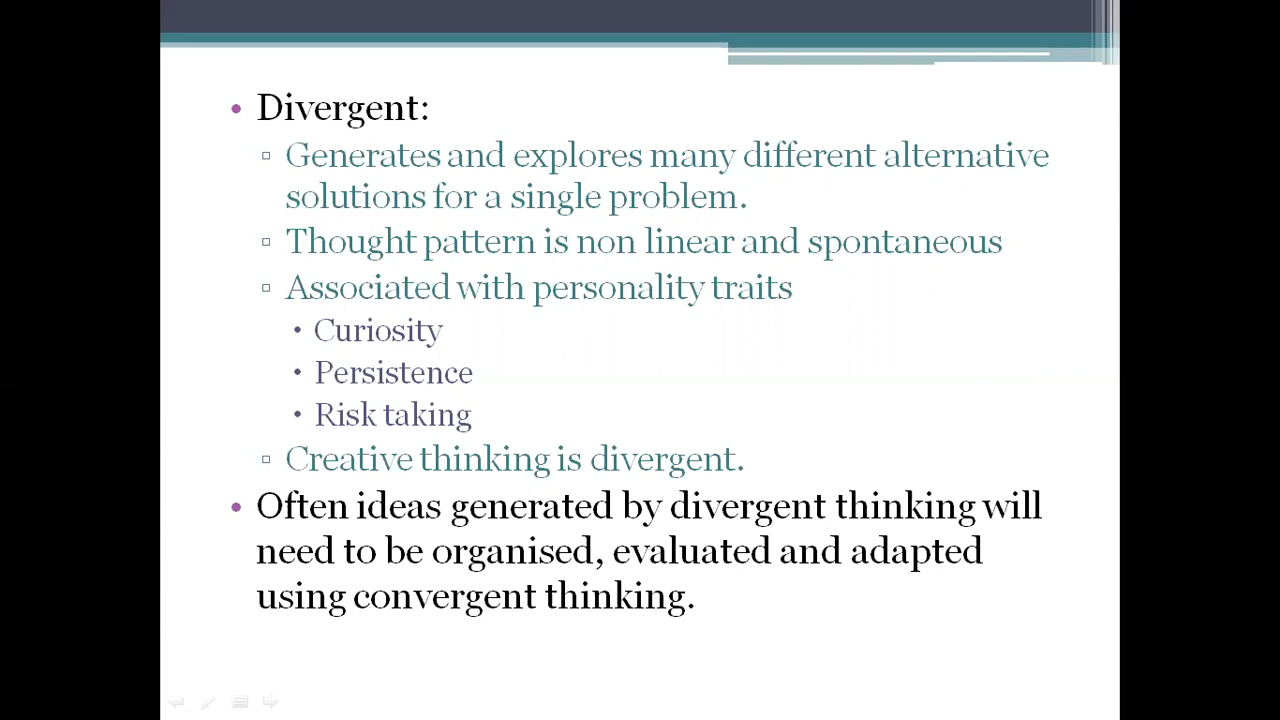 • Divergent:
▫ Generates and explores many different alternative
solutions for a single problem.
▫ Thought pattern is non linear and spontaneous
▫ Associated with personality traits
• Curiosity
• Persistence
• Risk taking
▫ Creative thinking is divergent.
• Often ideas generated by divergent thinking will
need to be organised, evaluated and adapted
using convergent thinking.